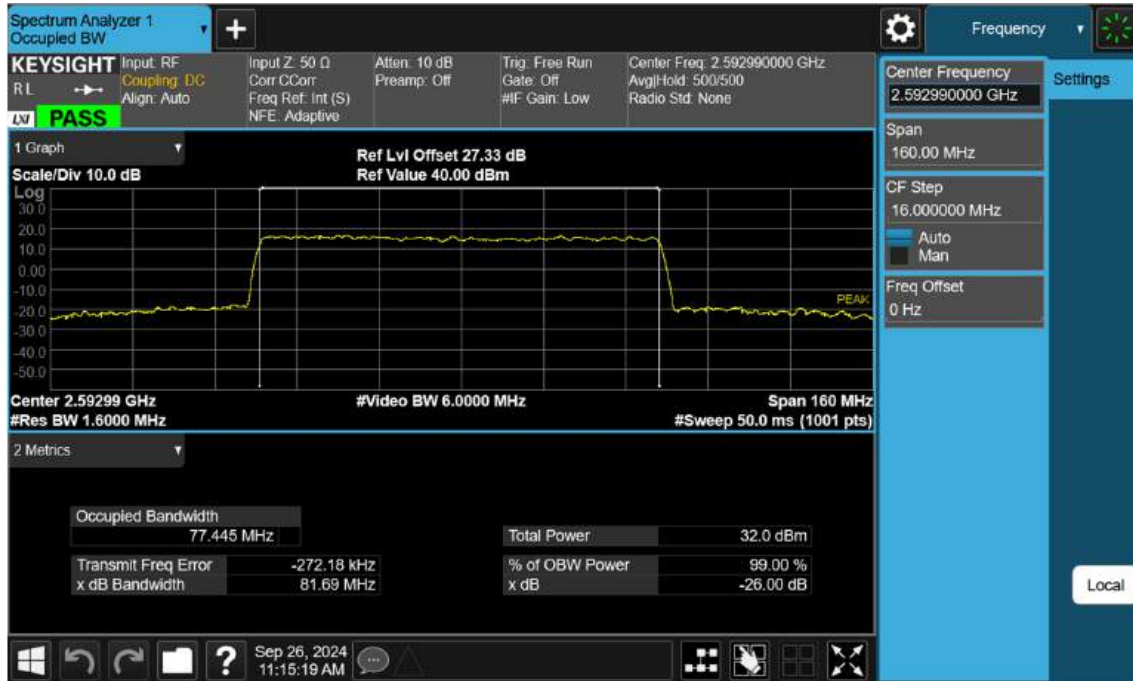 Spectrum Analyzer 1
Occupied BW
+
Frequency
KEYSIGHT
RL
LXI
PASS
Input: RF
Coupling: DC
Align: Auto
Input Z: 50 Ω
Corr CCorr
Freq Ref: Int (S)
NFE: Adaptive
Atten: 10 dB
Preamp: Off
Trig: Free Run
Gate: Off
#IF Gain: Low
Center Freq: 2.592990000 GHz
Avg|Hold: 500/500
Radio Std: None
Center Frequency
2.592990000 GHz
Settings
Span
160.00 MHz
CF Step
16.000000 MHz
Auto
Man
Freq Offset
0 Hz
Local
1 Graph
Scale/Div 10.0 dB
Ref Lvl Offset 27.33 dB
Ref Value 40.00 dBm
Log
30.0
20.0
10.0
0.00
-10.0
-20.0
-30.0
-40.0
-50.0
PEAK
Center 2.59299 GHz
#Video BW 6.0000 MHz
Span 160 MHz
#Res BW 1.6000 MHz
#Sweep 50.0 ms (1001 pts)
2 Metrics
Occupied Bandwidth
77.445 MHz
Total Power 32.0 dBm
Transmit Freq Error -272.18 kHz
% of OBW Power 99.00 %
x dB Bandwidth 81.69 MHz
x dB -26.00 dB
?
Sep 26, 2024
11:15:19 AM